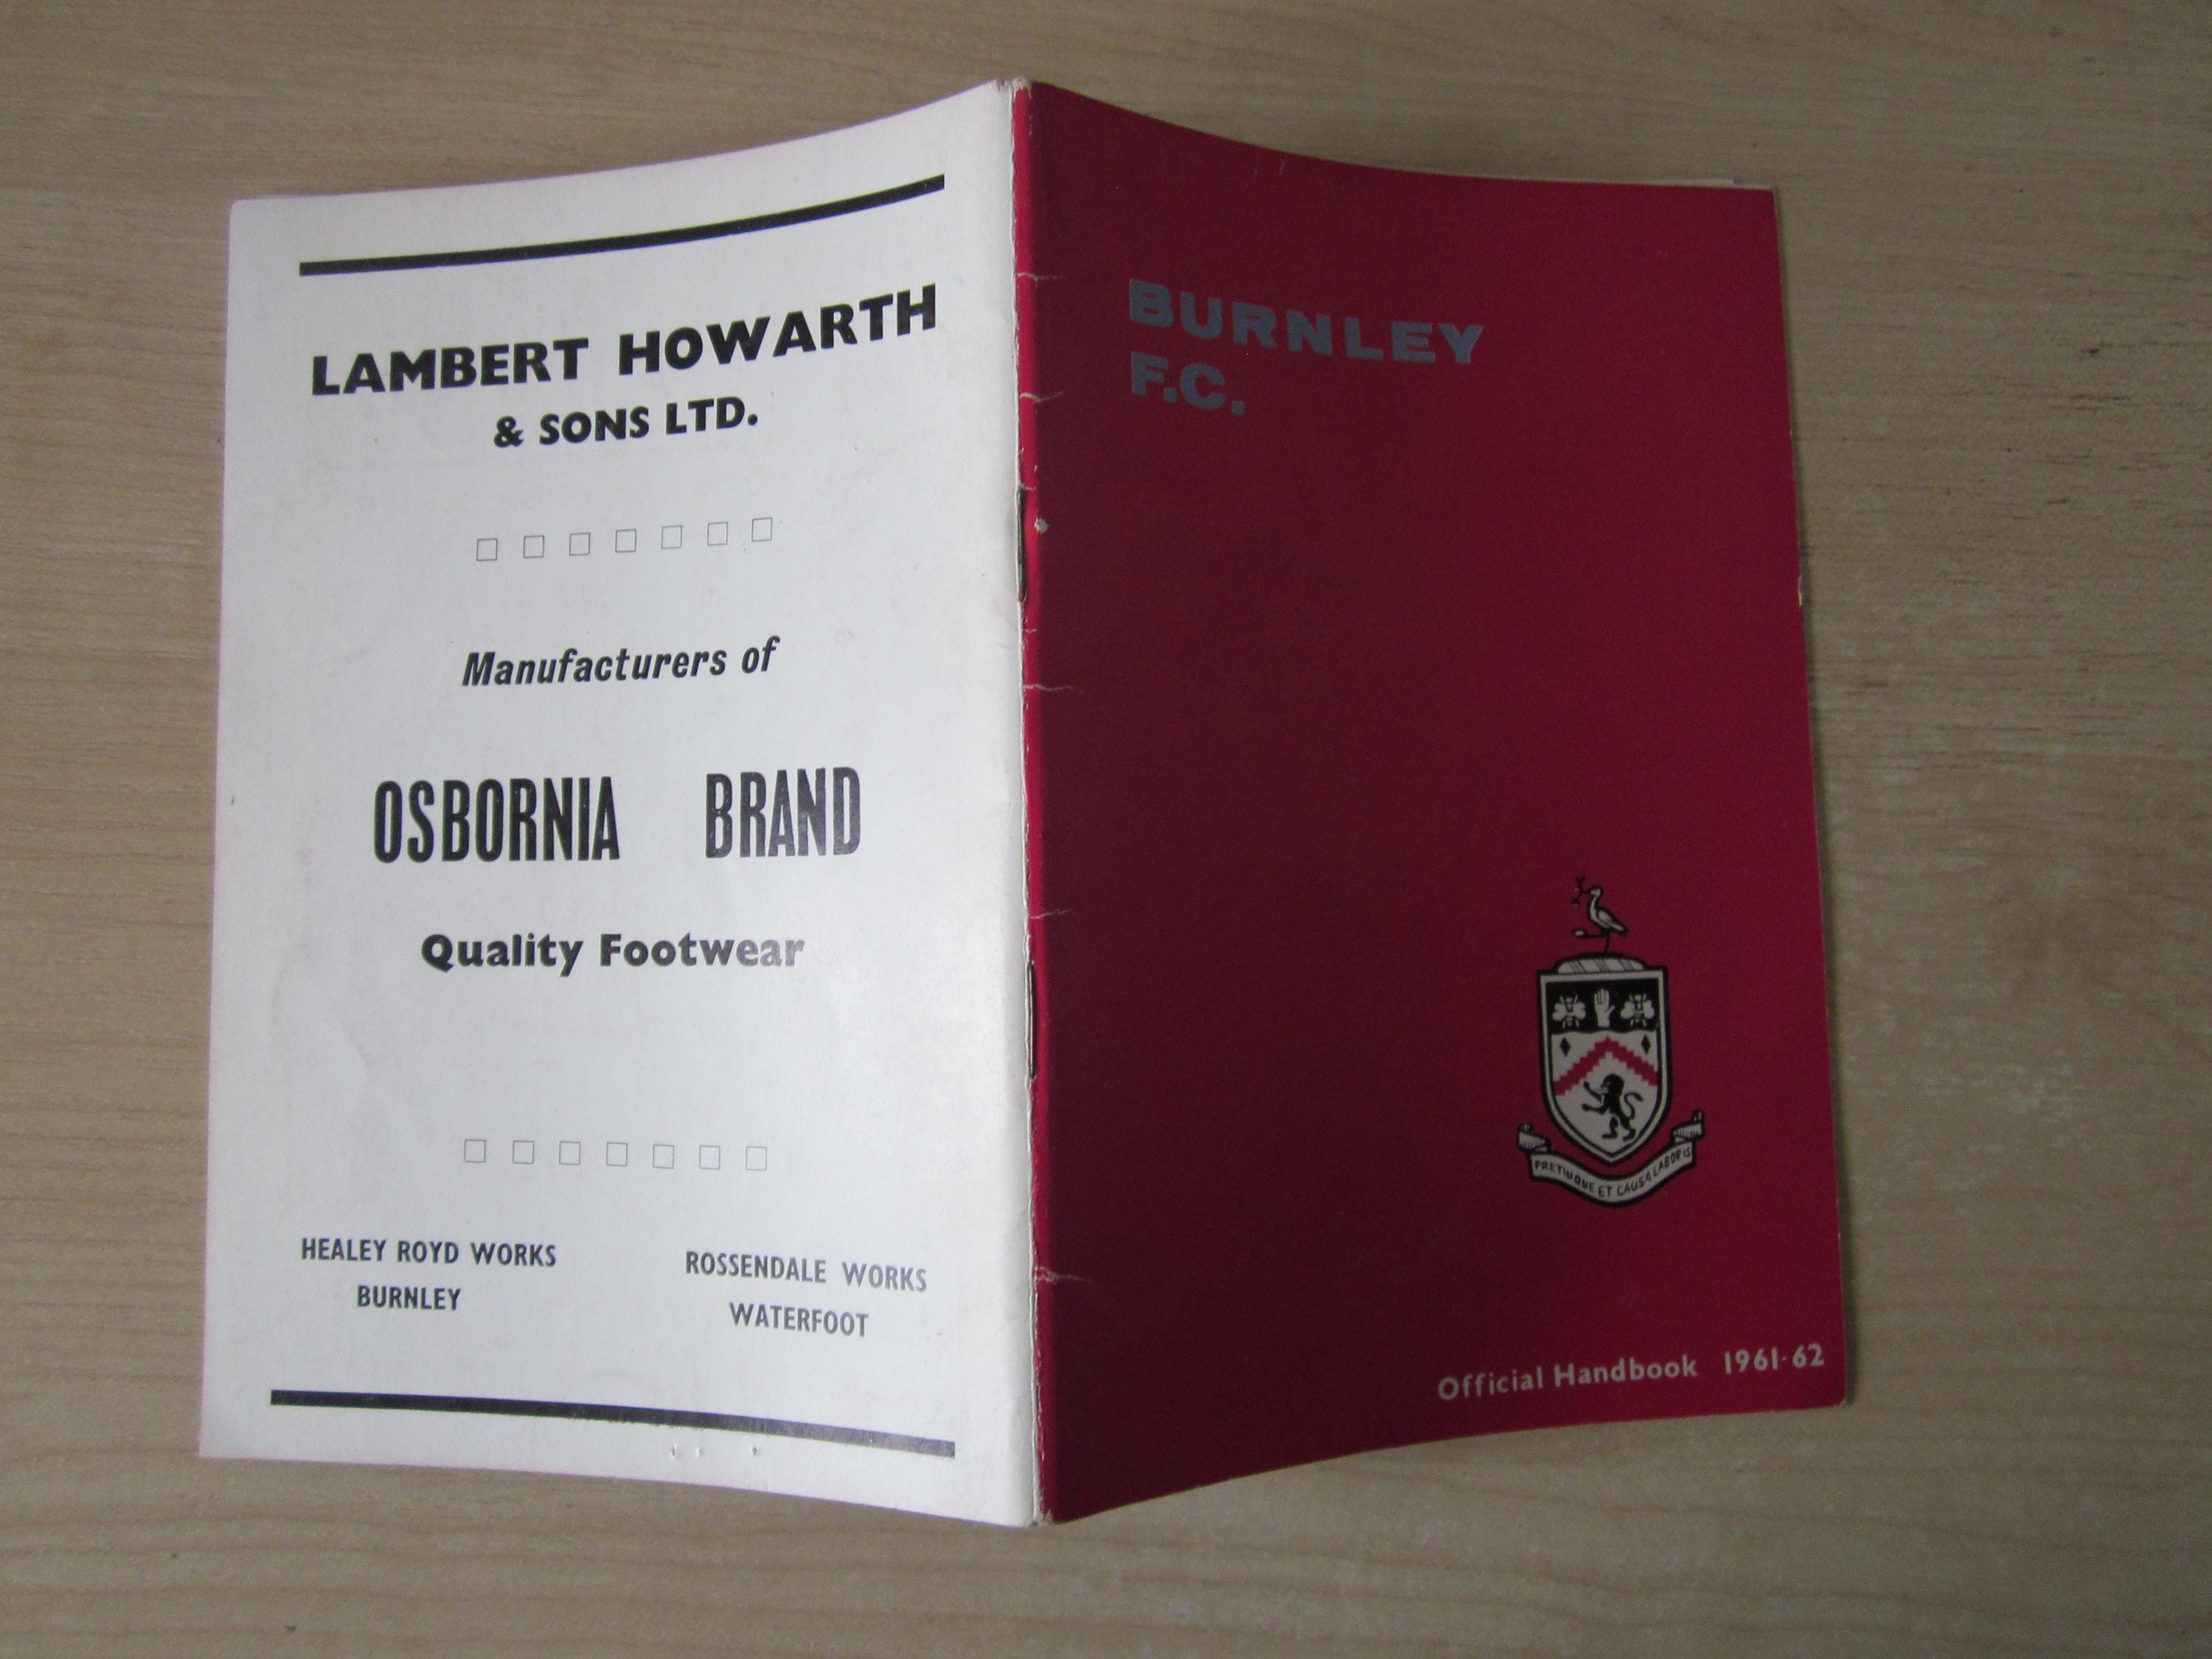 LAMBERT HOWARTH
& SONS LTD.
Manufacturers of
OSBORNIA BRAND
Quality Footwear
HEALEY ROYD WORKS
BURNLEY
ROSSENDALE WORKS
WATERFOOT
BURNLEY
F.C.
PRETIUMQUE ET CAUSA LABORIS
Official Handbook 1961-62